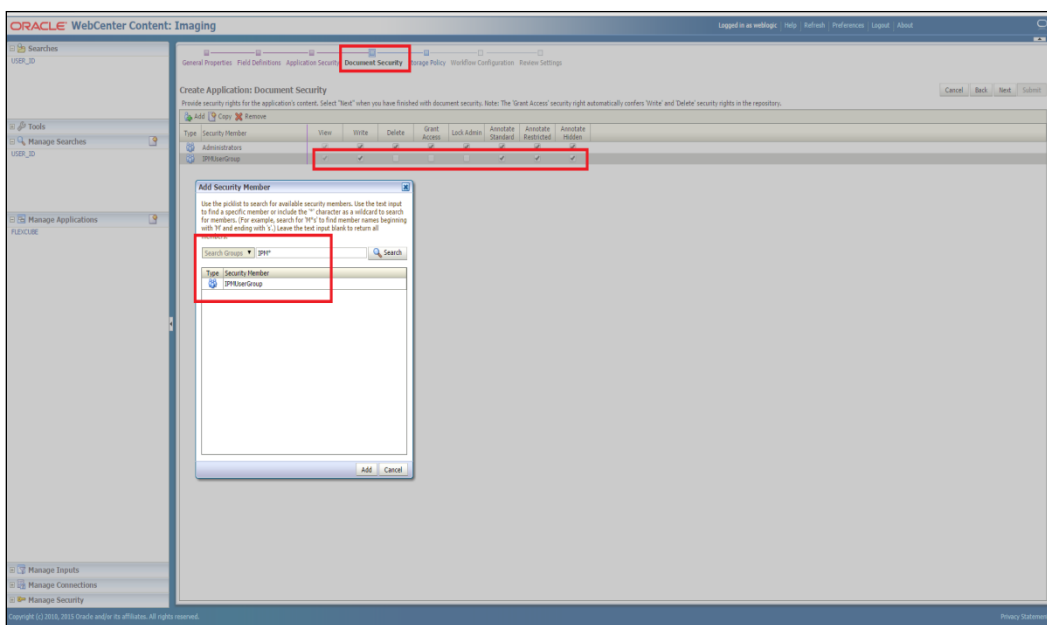 ORACLE WebCenter Content: Imaging
Logged in as weblogic Help Refresh Preferences Logout About
Searches
USER_ID
General Properties Field Definitions Application Security Document Security Storage Policy Workflow Configuration Review Settings
Create Application: Document Security
Cancel Back Next Submit
Provide security rights for the application's content. Select "Next" when you have finished with document security. Note: The 'Grant Access' security right automatically confers 'Write' and 'Delete' security rights in the repository.
Add Copy Remove
Type Security Member View Write Delete Grant Access Lock Admin Annotate Standard Annotate Restricted Annotate Hidden
Administrators
IPMUserGroup
Tools
Manage Searches
USER_ID
Manage Applications
FLEXCUBE
Add Security Member
Use the picklist to search for available security members. Use the text input
to find a specific member or include the '*' character as a wildcard to search
for members. (For example, search for 'M*s' to find member names beginning
with 'M' and ending with 's'.) Leave the text input blank to return all
members.
Search Groups IPM* Search
Type Security Member
IPMUserGroup
Add Cancel
Manage Inputs
Manage Connections
Manage Security
Copyright (c) 2010, 2015 Oracle and/or its affiliates. All rights reserved.
Privacy Statement